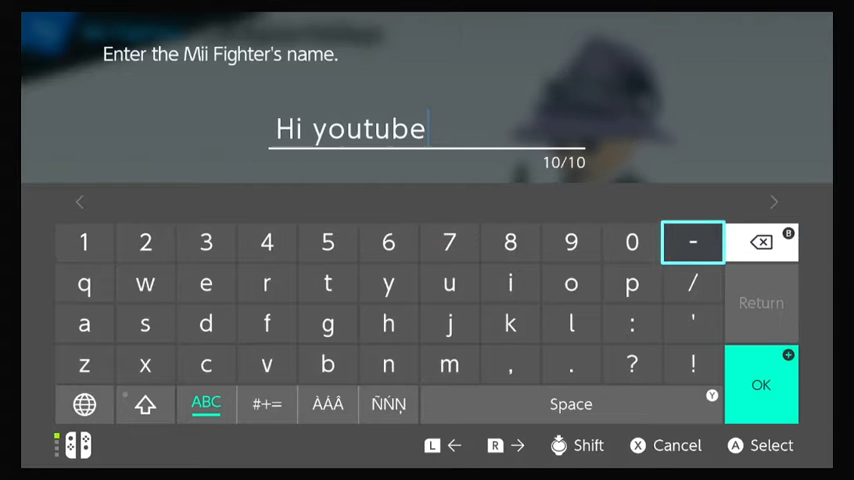 Enter the Mii Fighter's name.
Hi youtube
10/10
< >
1 2 3 4 5 6 7 8 9 0 - B
q w e r t y u i o p / Return
a s d f g h j k l : '
z x c v b n m , . ? ! + OK
ABC #+= ÀÁÂ ÑŃŅ Space Y
L ← R → Shift X Cancel A Select